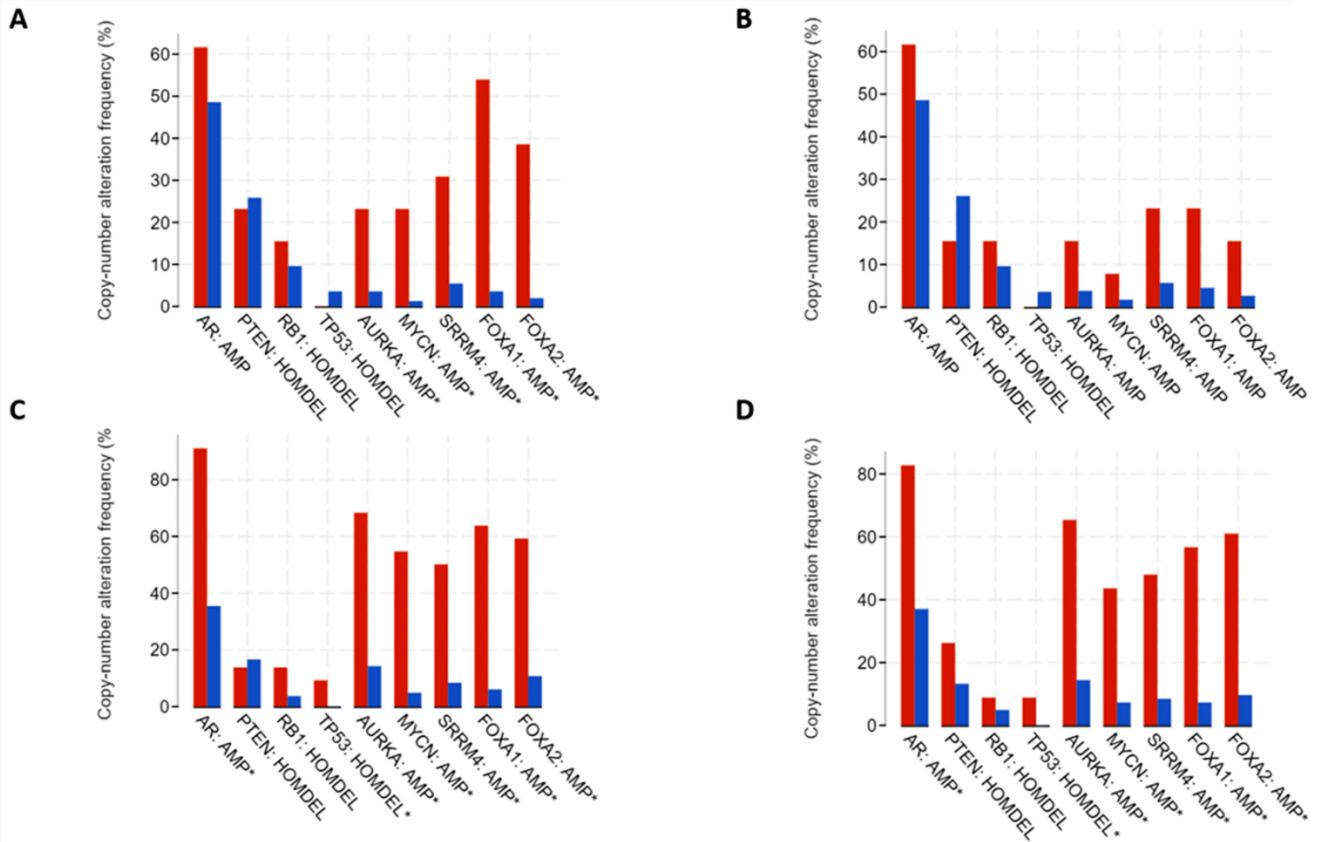 A
Copy-number alteration frequency (%)
60
50
40
30
20
10
0
AR: AMP
PTEN: HOMDEL
RB1: HOMDEL
TP53: HOMDEL
AURKA: AMP*
MYCN: AMP*
SRRM4: AMP*
FOXA1: AMP*
FOXA2: AMP*
B
Copy-number alteration frequency (%)
60
50
40
30
20
10
0
AR: AMP
PTEN: HOMDEL
RB1: HOMDEL
TP53: HOMDEL
AURKA: AMP
MYCN: AMP
SRRM4: AMP
FOXA1: AMP
FOXA2: AMP
C
Copy-number alteration frequency (%
80
60
40
20
0
AR: AMP*
PTEN: HOMDEL
RB1: HOMDEL
TP53: HOMDEL*
AURKA: AMP*
MYCN: AMP*
SRRM4: AMP*
FOXA1: AMP*
FOXA2: AMP*
D
Copy-number alteration frequency (%)
80
60
40
20
0
AR: AMP*
PTEN: HOMDEL
RB1: HOMDEL
TP53: HOMDEL*
AURKA: AMP*
MYCN: AMP*
SRRM4: AMP*
FOXA1: AMP*
FOXA2: AMP*